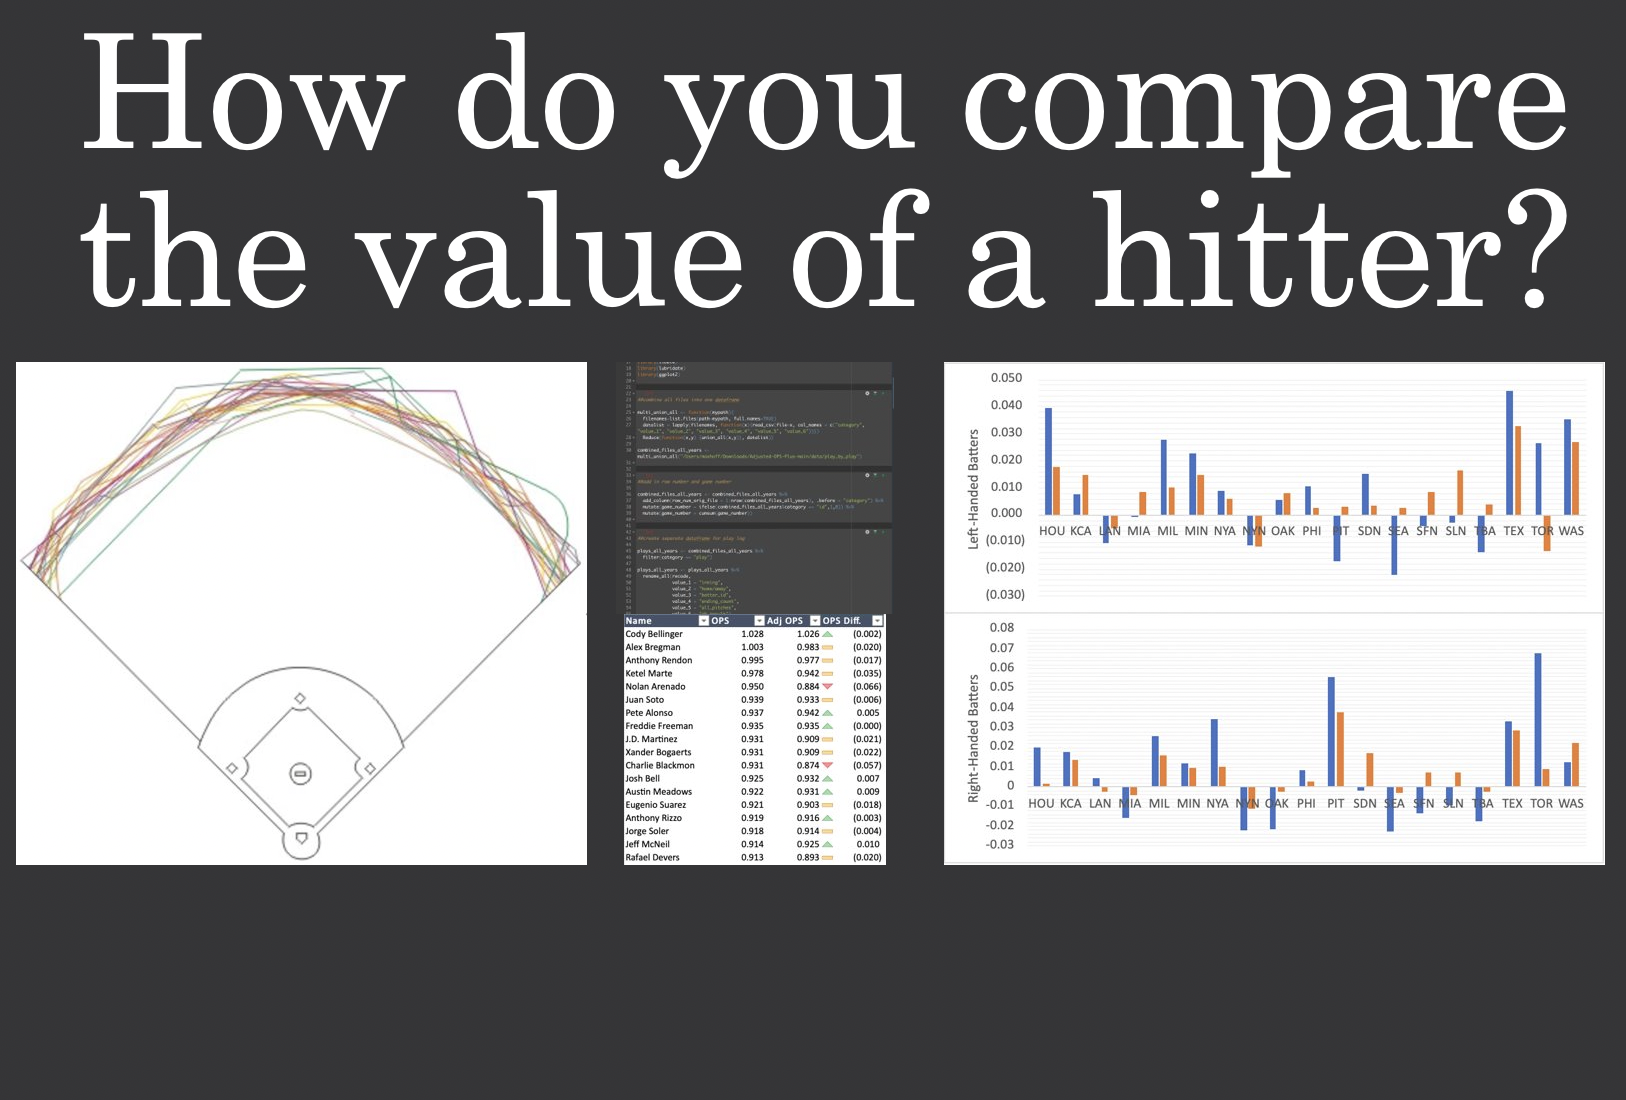 How do you compare
the value of a hitter?
library(lubridate)
library(ggplot2)
combined_files_all_years <-
Name OPS Adj OPS OPS Diff.
Cody Bellinger 1.028 1.026 (0.002)
Alex Bregman 1.003 0.983 (0.020)
Anthony Rendon 0.995 0.977 (0.017)
Ketel Marte 0.978 0.942 (0.035)
Nolan Arenado 0.950 0.884 (0.066)
Juan Soto 0.939 0.933 (0.006)
Pete Alonso 0.937 0.942 0.005
Freddie Freeman 0.935 0.935 (0.000)
J.D. Martinez 0.931 0.909 (0.021)
Xander Bogaerts 0.931 0.909 (0.022)
Charlie Blackmon 0.931 0.874 (0.057)
Josh Bell 0.925 0.932 0.007
Austin Meadows 0.922 0.931 0.009
Eugenio Suarez 0.921 0.903 (0.018)
Anthony Rizzo 0.919 0.916 (0.003)
Jorge Soler 0.918 0.914 (0.004)
Jeff McNeil 0.914 0.925 0.010
Rafael Devers 0.913 0.893 (0.020)
Left-Handed Batters
0.050
0.040
0.030
0.020
0.010
0.000
HOU KCA LAN MIA MIL MIN NYA NYN OAK PHI PIT SDN SEA SFN SLN TBA TEX TOR WAS
(0.010)
(0.020)
(0.030)
Right-Handed Batters
0.08
0.07
0.06
0.05
0.04
0.03
0.02
0.01
0
HOU KCA LAN MIA MIL MIN NYA NYN OAK PHI PIT SDN SEA SFN SLN TBA TEX TOR WAS
-0.01
-0.02
-0.03